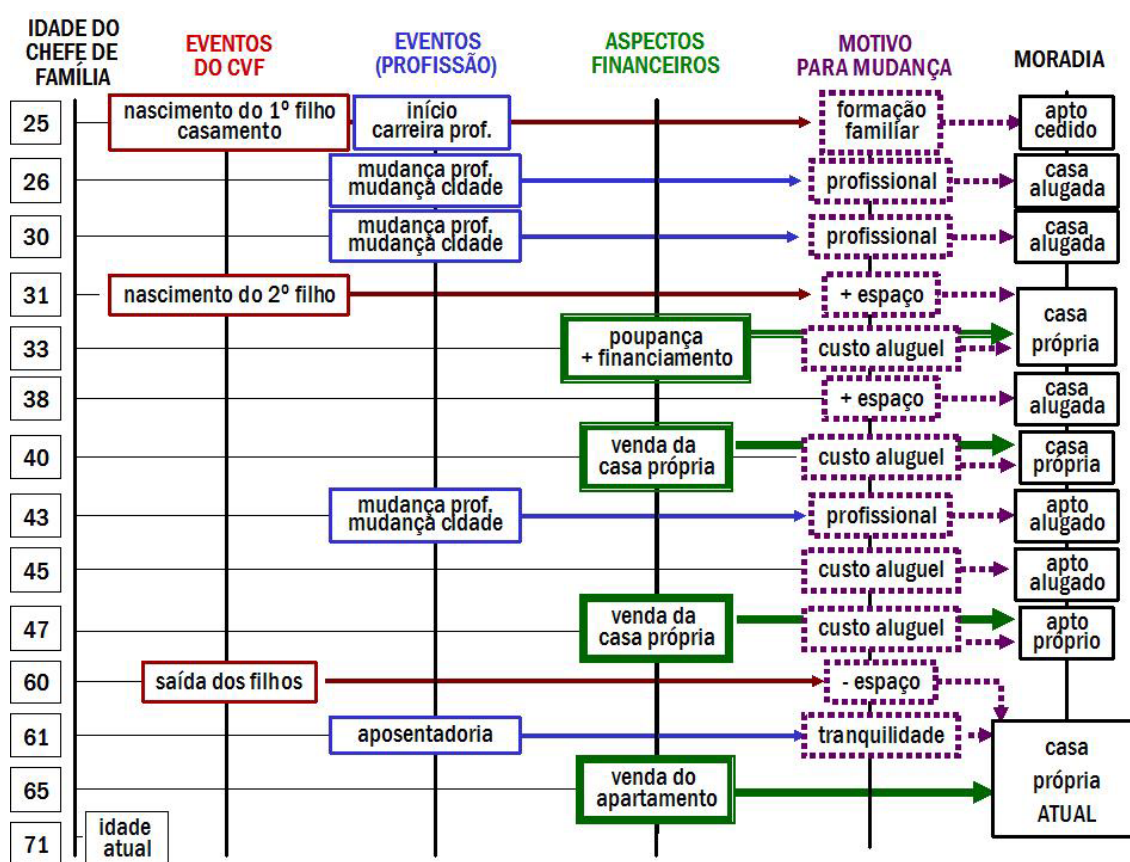 IDADE DO
CHEFE DE
FAMÍLIA
EVENTOS
DO CVF
EVENTOS
(PROFISSÃO)
ASPECTOS
FINANCEIROS
MOTIVO
PARA MUDANÇA
MORADIA
25
nascimento do 1º filho
casamento
início
carreira prof.
formação
familiar
apto
cedido
26
mudança prof.
mudançà cidade
profissional
casa
alugada
30
mudança prof.
mudançà cidade
profissional
casa
alugada
31
nascimento do 2º filho
+ espaço
casa
própria
33
poupança
+ financiamento
custo aluguel
38
+ espaço
casa
alugada
40
venda da
casa própria
custo aluguel
casa
própria
43
mudança prof.
mudançà cidade
profissional
apto
alugado
45
custo aluguel
apto
alugado
47
venda da
casa própria
custo aluguel
apto
próprio
60
saída dos filhos
- espaço
61
aposentadoria
tranquilidade
casa
própria
ATUAL
65
venda do
apartamento
71
idade
atual